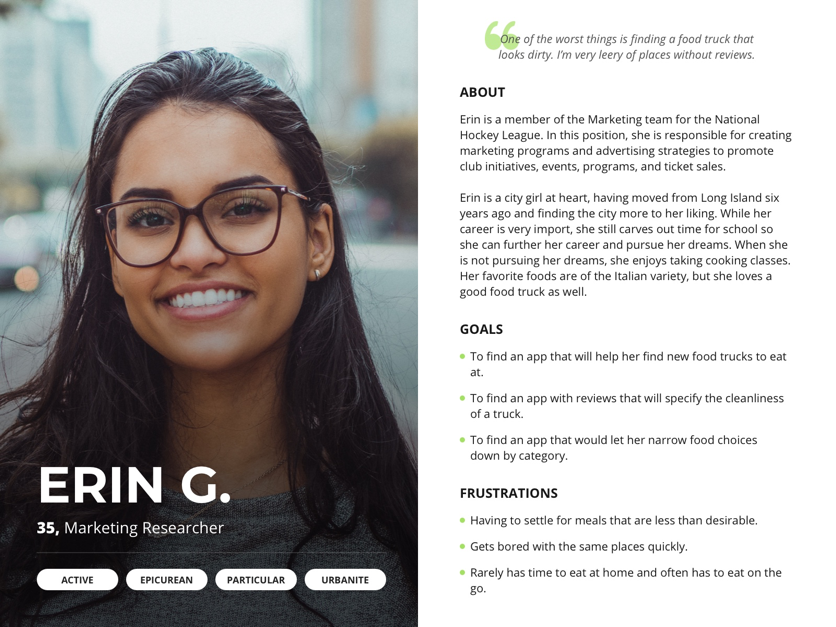 ERIN G.
35, Marketing Researcher
ACTIVE
EPICUREAN
PARTICULAR
URBANITE
“One of the worst things is finding a food truck that
looks dirty. I’m very leery of places without reviews.
ABOUT
Erin is a member of the Marketing team for the National
Hockey League. In this position, she is responsible for creating
marketing programs and advertising strategies to promote
club initiatives, events, programs, and ticket sales.
Erin is a city girl at heart, having moved from Long Island six
years ago and finding the city more to her liking. While her
career is very import, she still carves out time for school so
she can further her career and pursue her dreams. When she
is not pursuing her dreams, she enjoys taking cooking classes.
Her favorite foods are of the Italian variety, but she loves a
good food truck as well.
GOALS
To find an app that will help her find new food trucks to eat
at.
To find an app with reviews that will specify the cleanliness
of a truck.
To find an app that would let her narrow food choices
down by category.
FRUSTRATIONS
Having to settle for meals that are less than desirable.
Gets bored with the same places quickly.
Rarely has time to eat at home and often has to eat on the
go.